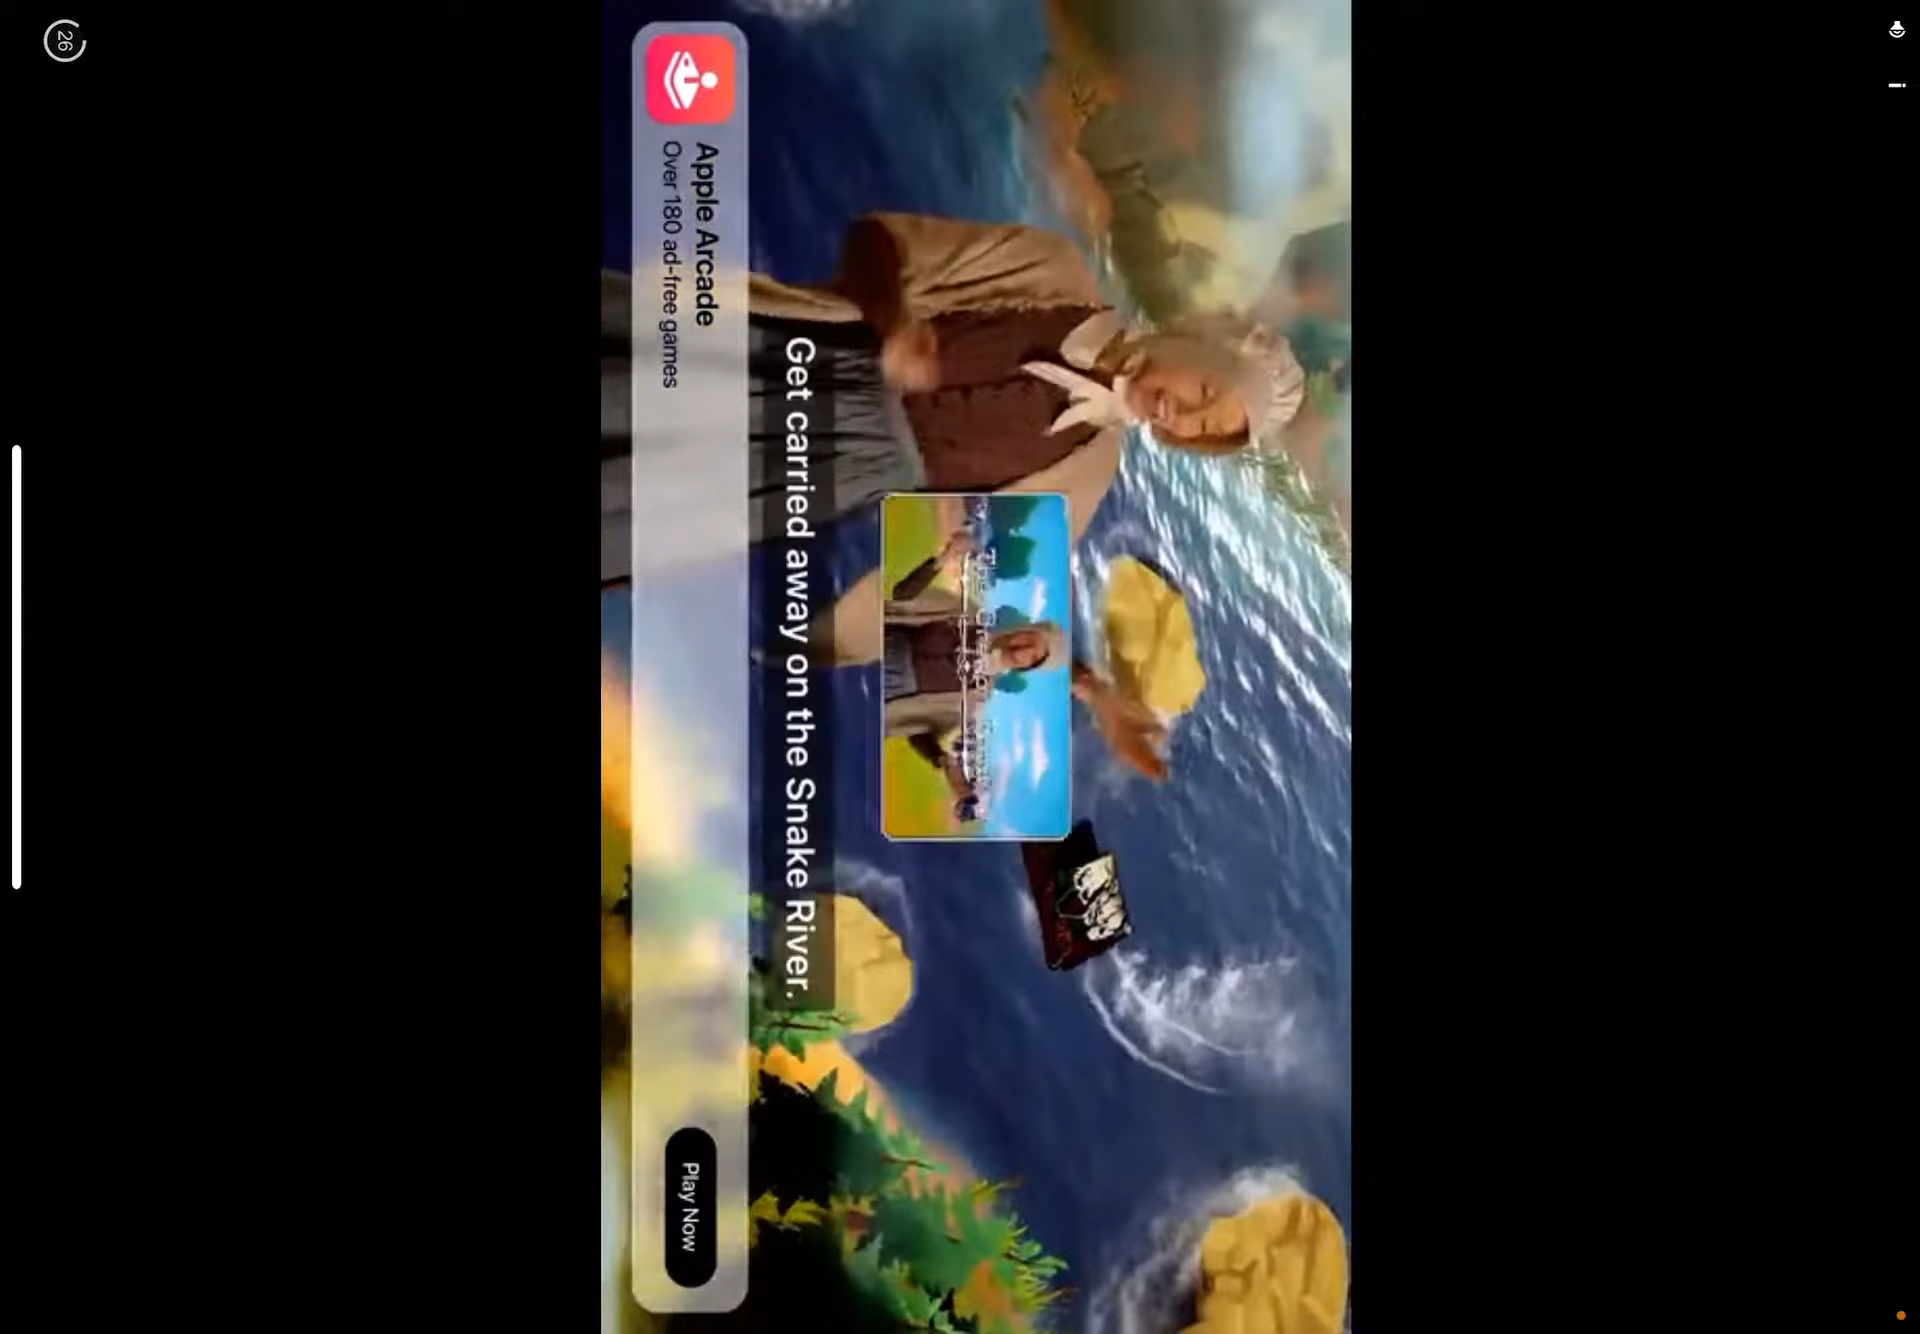 26
Get carried away on the Snake River.
Apple Arcade
Over 180 ad-free games
Play Now